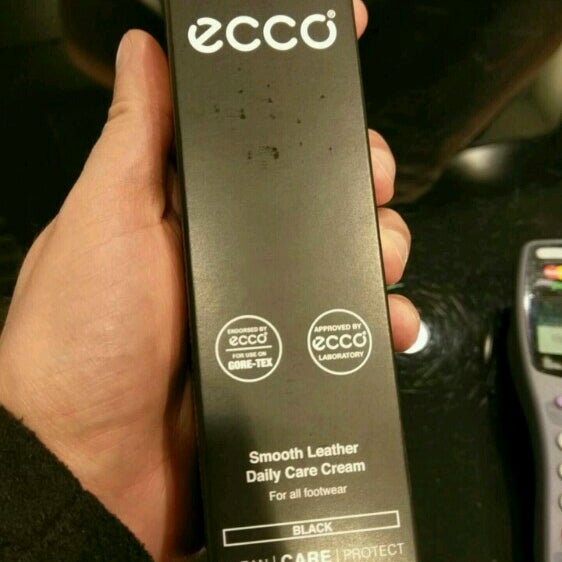 ecco®
ENDORSED BY
ecco
FOR USE ON
GORE-TEX
APPROVED BY
ecco
LABORATORY
Smooth Leather
Daily Care Cream
For all footwear
BLACK
| CARE | PROTECT